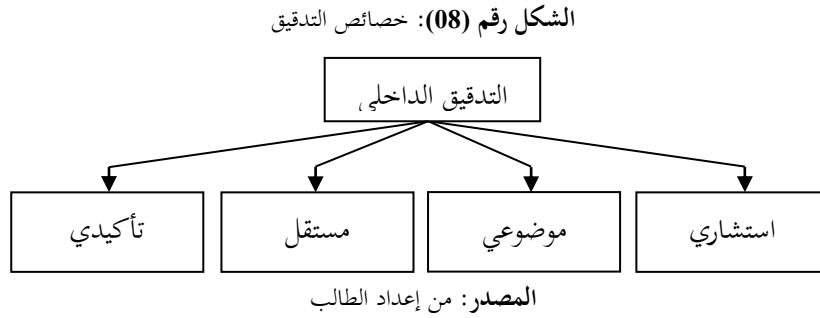 الشكل رقم (08): خصائص التدقيق
التدقيق الداخلي
استشاري
موضوعي
مستقل
تأكيدي
المصدر: من إعداد الطالب